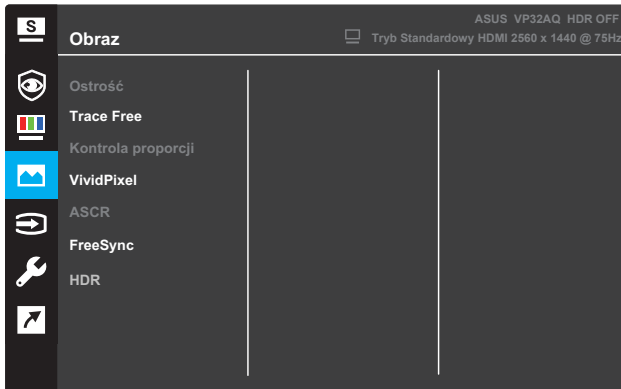 S
ASUS VP32AQ HDR OFF
Obraz
Tryb Standardowy HDMI 2560 x 1440 @ 75Hz
Ostrość
Trace Free
Kontrola proporcji
VividPixel
ASCR
FreeSync
HDR